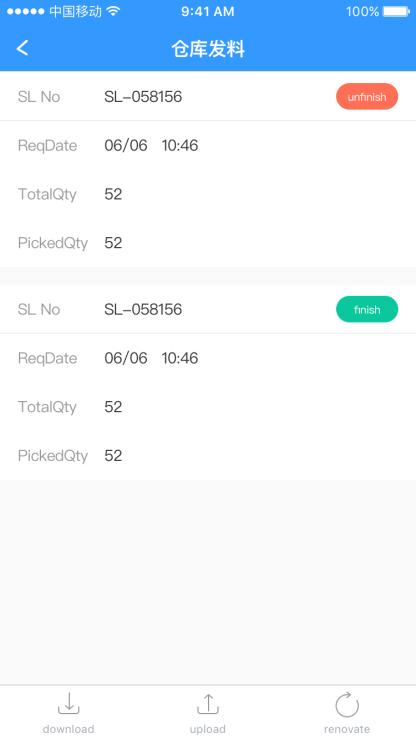 中国移动 9:41 AM 100%
仓库发料
SL No SL-058156 unfinish
ReqDate 06/06 10:46
TotalQty 52
PickedQty 52
SL No SL-058156 finish
ReqDate 06/06 10:46
TotalQty 52
PickedQty 52
download upload renovate